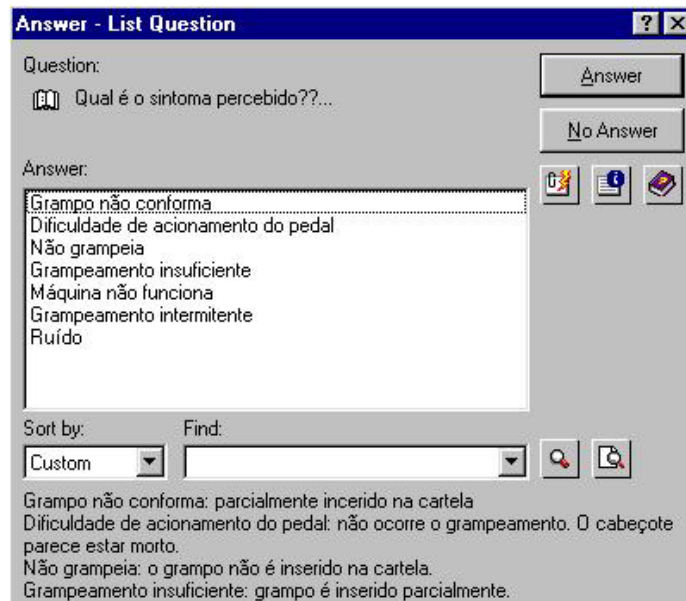 Answer - List Question
Question:
Qual é o sintoma percebido??...
Answer
No Answer
Answer:
Grampo não conforma
Dificuldade de acionamento do pedal
Não grampeia
Grampeamento insuficiente
Máquina não funciona
Grampeamento intermitente
Ruído
Sort by:
Find:
Custom
Grampo não conforma: parcialmente incerido na cartela
Dificuldade de acionamento do pedal: não ocorre o grampeamento. O cabeçote
parece estar morto.
Não grampeia: o grampo não é inserido na cartela.
Grampeamento insuficiente: grampo é inserido parcialmente.